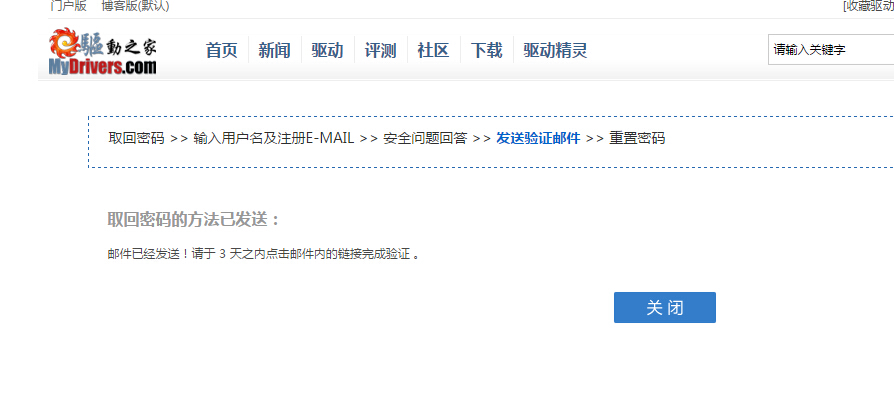 门户版 博客版(默认) [收藏驱动
驱動之家
MyDrivers.com
首页 新闻 驱动 评测 社区 下载 驱动精灵
请输入关键字
取回密码 >> 输入用户名及注册E-MAIL >> 安全问题回答 >> 发送验证邮件 >> 重置密码
取回密码的方法已发送：
邮件已经发送！请于 3 天之内点击邮件内的链接完成验证 。
关 闭